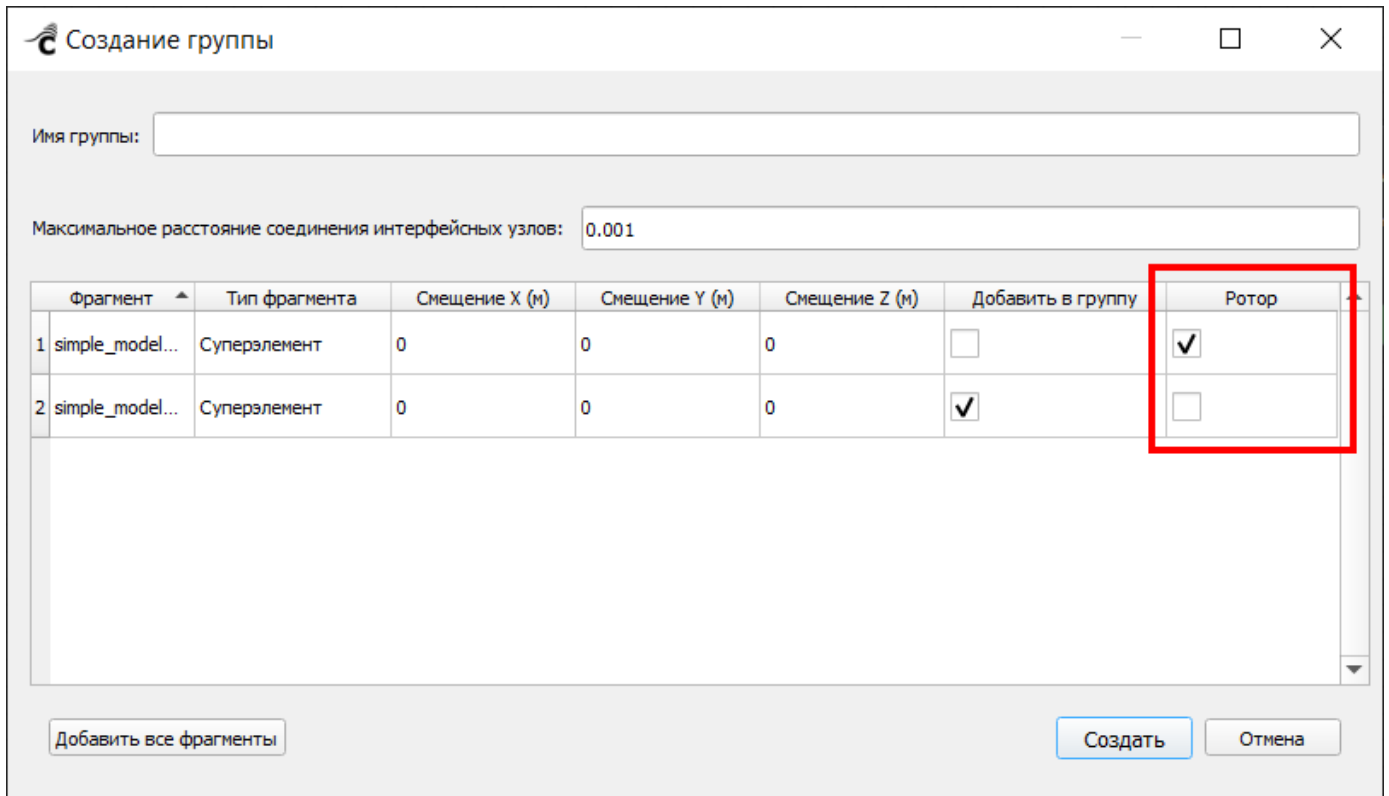 Создание группы
Имя группы:
Максимальное расстояние соединения интерфейсных узлов: 0.001
Фрагмент Тип фрагмента Смещение X (м) Смещение Y (м) Смещение Z (м) Добавить в группу Ротор
1 simple_model... Суперэлемент 0 0 0
2 simple_model... Суперэлемент 0 0 0
Добавить все фрагменты Создать Отмена